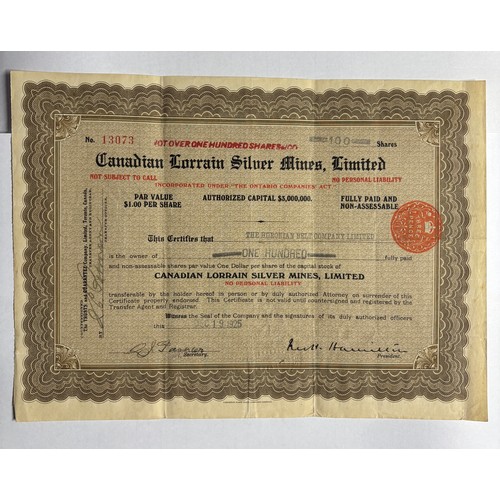 No. 13073
NOT OVER ONE HUNDRED SHARES
100 Shares
Canadian Lorrain Silver Mines, Limited
NOT SUBJECT TO CALL
NO PERSONAL LIABILITY
INCORPORATED UNDER "THE ONTARIO COMPANIES' ACT
PAR VALUE
$1.00 PER SHARE
AUTHORIZED CAPITAL $3,000,000.
FULLY PAID AND
NON-ASSESSABLE
This Certifies that THE HURONIAN BELT COMPANY LIMITED
is the owner of ONE HUNDRED fully paid
and non-assessable shares par value One Dollar per share of the capital stock of
CANADIAN LORRAIN SILVER MINES, LIMITED
NO PERSONAL LIABILITY
transferable by the holder hereof in person or by duly authorized Attorney on surrender of this
Certificate properly endorsed. This Certificate is not valid until countersigned and registered by the
Transfer Agent and Registrar.
Witness the Seal of the Company and the signatures of its duly authorized officers
this DEC 19 1925
Secretary.
President.